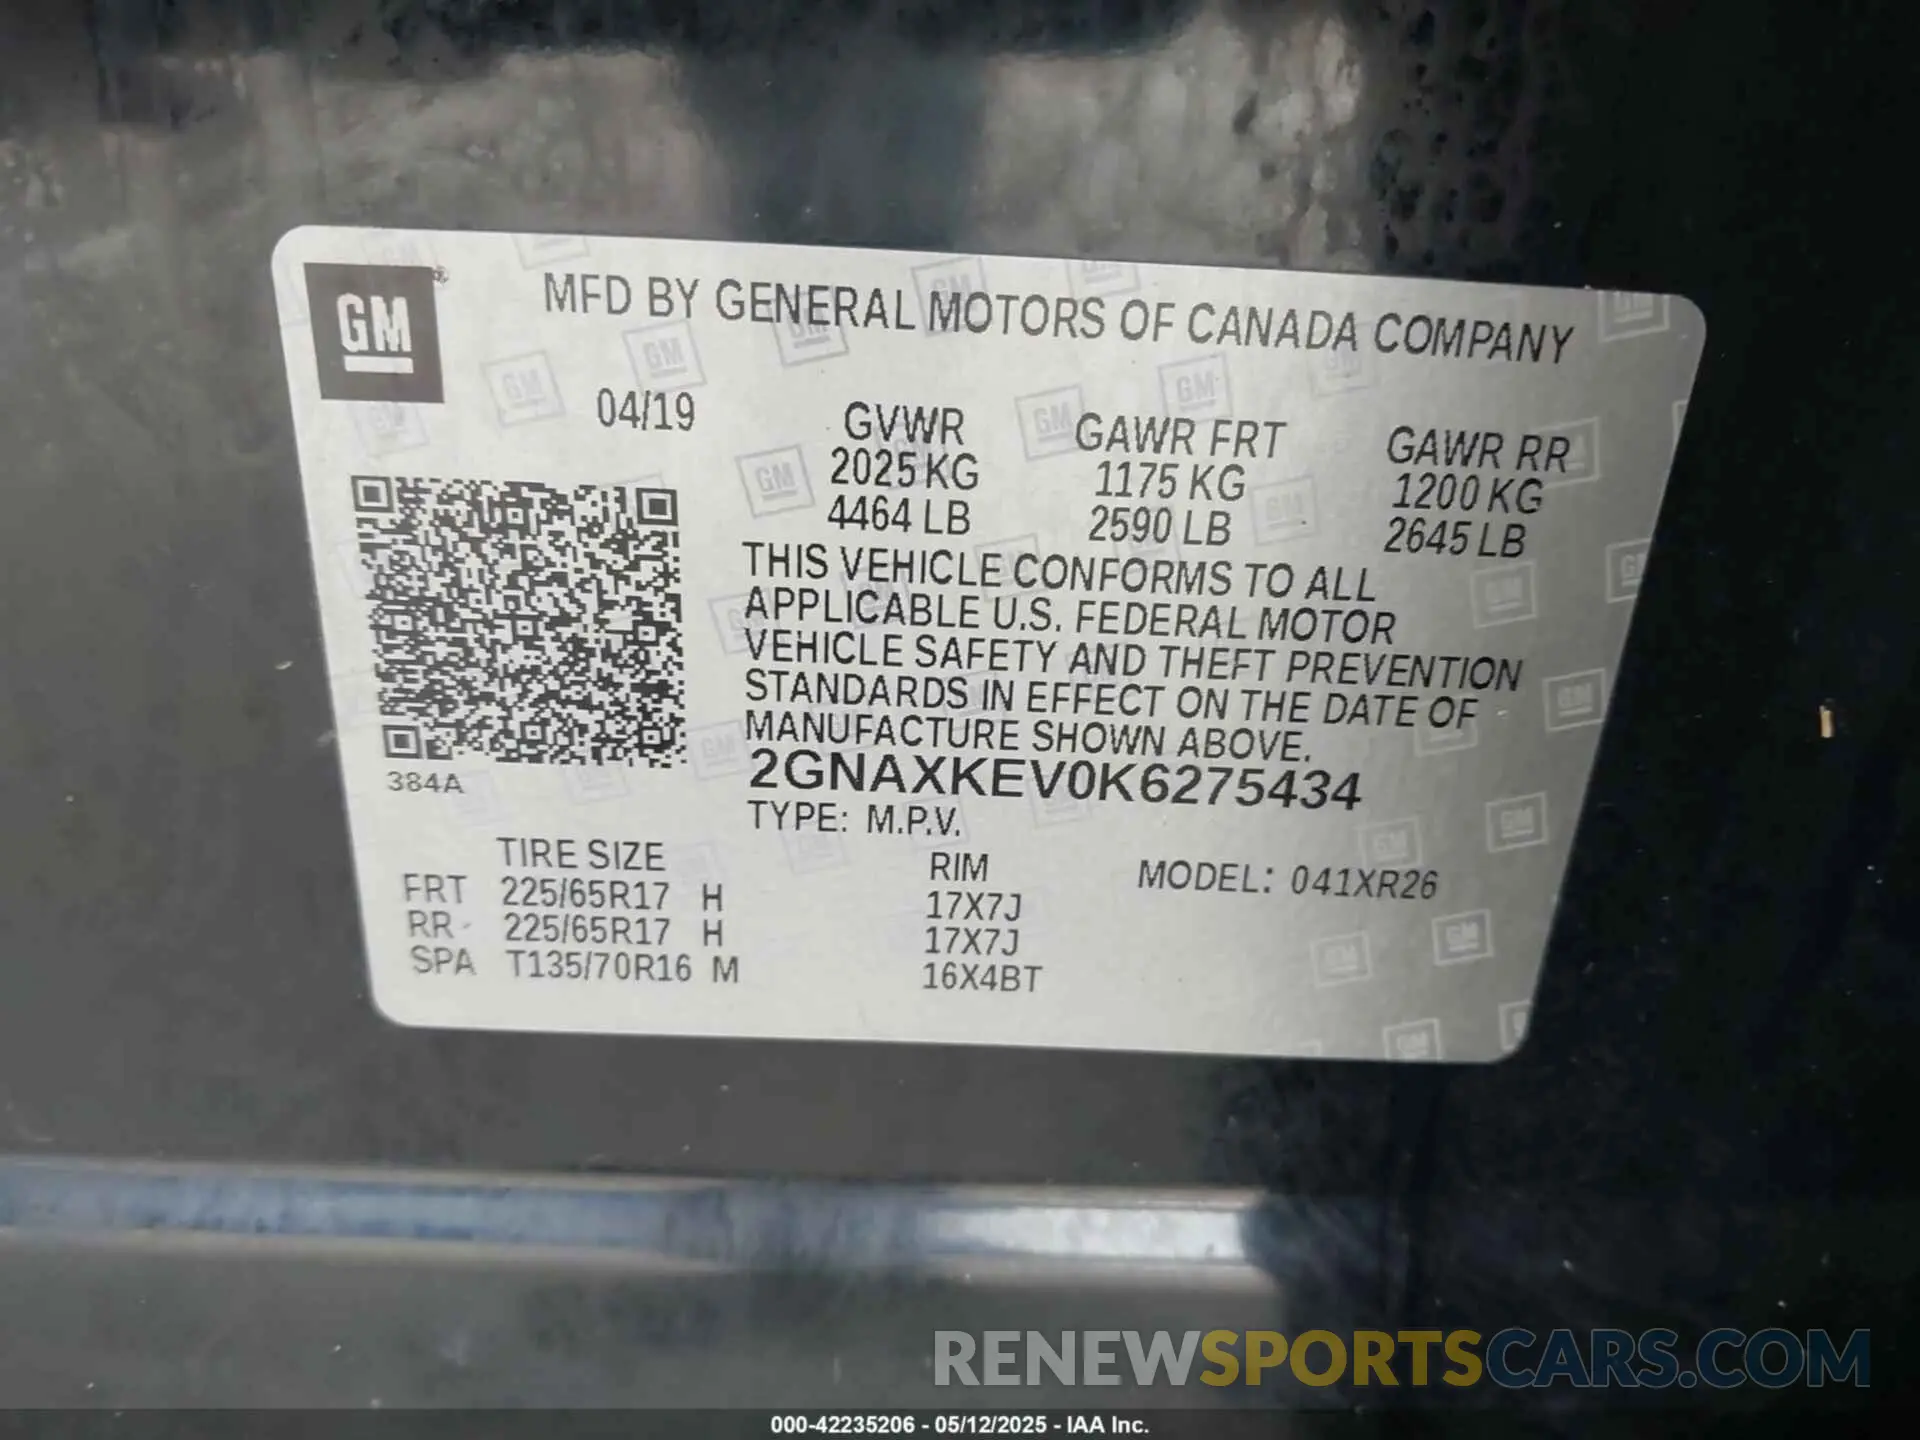 GM
MFD BY GENERAL MOTORS OF CANADA COMPANY
04/19
GVWR
2025 KG
4464 LB
GAWR FRT
1175 KG
2590 LB
GAWR RR
1200 KG
2645 LB
THIS VEHICLE CONFORMS TO ALL
APPLICABLE U.S. FEDERAL MOTOR
VEHICLE SAFETY AND THEFT PREVENTION
STANDARDS IN EFFECT ON THE DATE OF
MANUFACTURE SHOWN ABOVE.
2GNAXKEV0K6275434
TYPE: M.P.V.
384A
TIRE SIZE RIM MODEL: 041XR26
FRT 225/65R17 H 17X7J
RR 225/65R17 H 17X7J
SPA T135/70R16 M 16X4BT
RENEWSPORTSCARS.COM
000-42235206 - 05/12/2025 - IAA Inc.